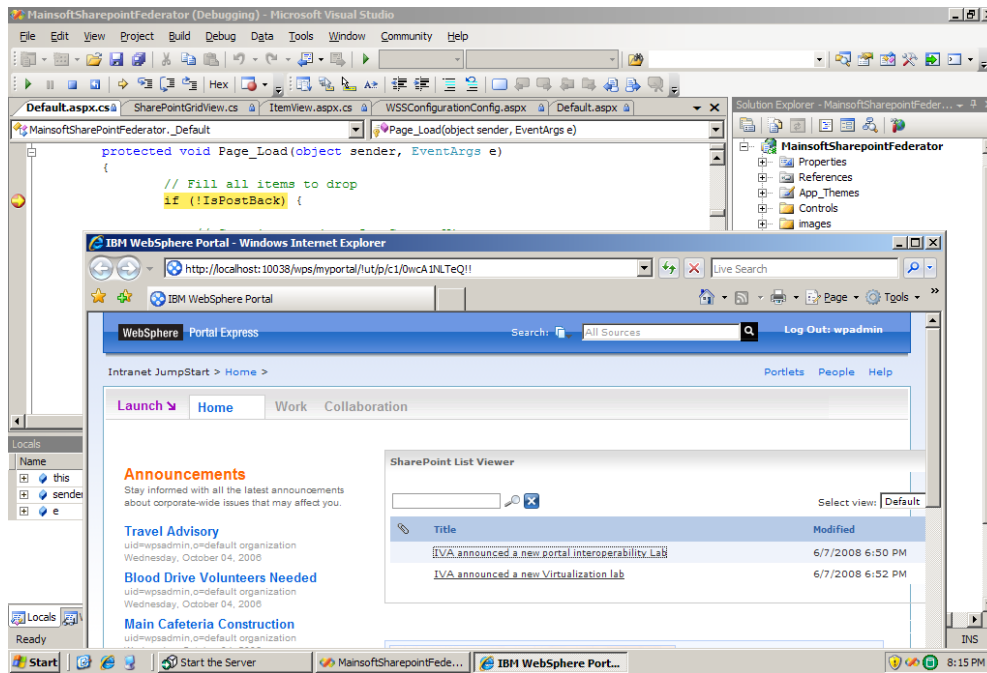 MainsoftSharepointFederator (Debugging) - Microsoft Visual Studio
File Edit View Project Build Debug Data Tools Window Community Help
Hex
Default.aspx.cs SharePointGridView.cs ItemView.aspx.cs WSSConfigurationConfig.aspx Default.aspx
Solution Explorer - MainsoftSharepointFeder...
MainsoftSharePointFederator._Default
Page_Load(object sender, EventArgs e)
protected void Page_Load(object sender, EventArgs e)
{
// Fill all items to drop
if (!IsPostBack) {
MainsoftSharepointFederator
Properties
References
App_Themes
Controls
images
IBM WebSphere Portal - Windows Internet Explorer
http://localhost:10038/wps/myportal/!ut/p/c1/0wcA1NLTeQ!!
Live Search
IBM WebSphere Portal
Page Tools
WebSphere Portal Express
Search: All Sources
Log Out: wpadmin
Intranet JumpStart > Home >
Portlets People Help
Launch Home Work Collaboration
Locals
Name
this
sender
e
Announcements
Stay informed with all the latest announcements
about corporate-wide issues that may affect you.
Travel Advisory
uid=wpsadmin,o=default organization
Wednesday, October 04, 2006
Blood Drive Volunteers Needed
uid=wpsadmin,o=default organization
Wednesday, October 04, 2006
Main Cafeteria Construction
uid=wpsadmin,o=default organization
SharePoint List Viewer
Select view: Default
Title Modified
IVA announced a new portal interoperability Lab 6/7/2008 6:50 PM
IVA announced a new Virtualization lab 6/7/2008 6:52 PM
Locals
Ready
INS
Start
Start the Server
MainsoftSharepointFede...
IBM WebSphere Port...
8:15 PM